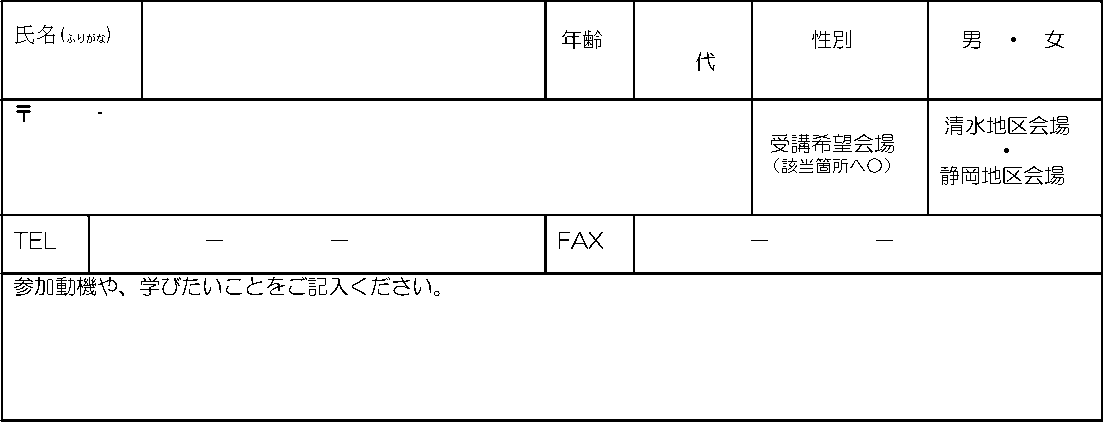 氏名(ふりがな)
年齢
代
性別
男 ・ 女
〒 -
受講希望会場
(該当箇所へ〇)
清水地区会場
・
静岡地区会場
TEL
－ －
FAX
－ －
参加動機や、学びたいことをご記入ください。